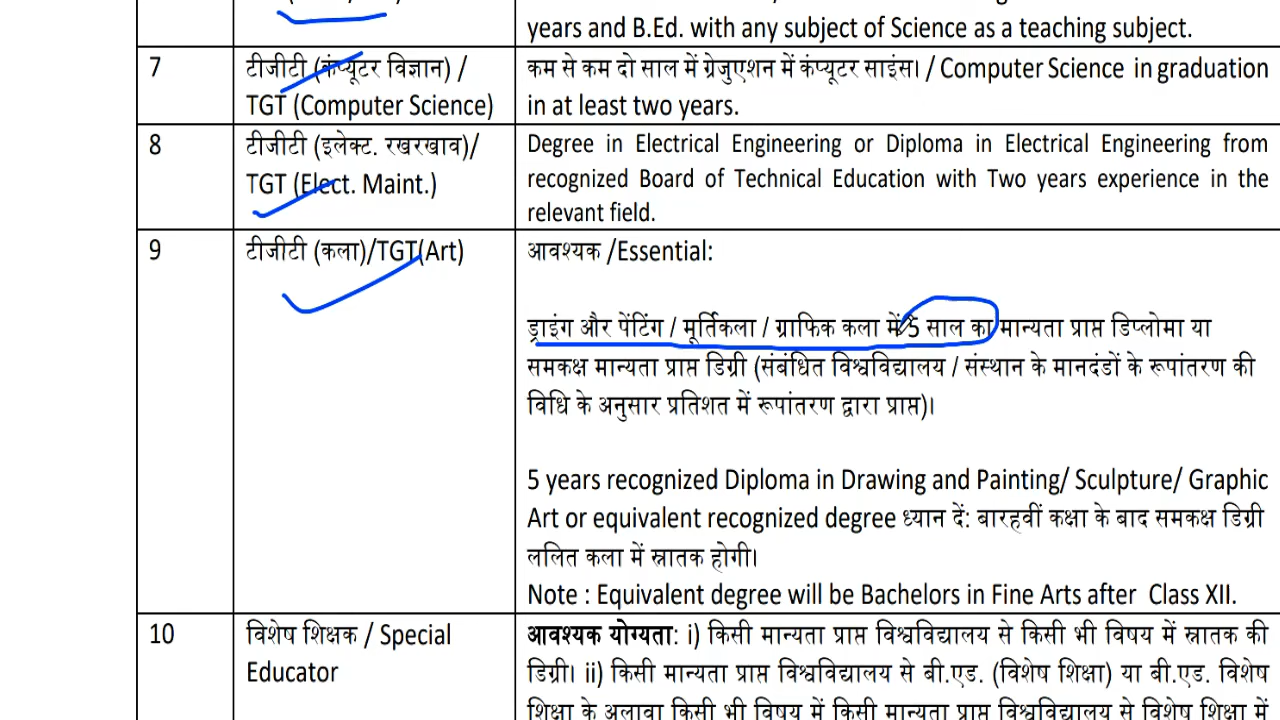 years and B.Ed. with any subject of Science as a teaching subject.
7
टीजीटी (कंप्यूटर विज्ञान) /
TGT (Computer Science)
कम से कम दो साल में ग्रेजुएशन में कंप्यूटर साइंस। / Computer Science in graduation
in at least two years.
8
टीजीटी (इलेक्ट. रखरखाव)/
TGT (Elect. Maint.)
Degree in Electrical Engineering or Diploma in Electrical Engineering from
recognized Board of Technical Education with Two years experience in the
relevant field.
9
टीजीटी (कला)/TGT(Art)
आवश्यक /Essential:
ड्राइंग और पेंटिंग / मूर्तिकला / ग्राफिक कला में 5 साल का मान्यता प्राप्त डिप्लोमा या
समकक्ष मान्यता प्राप्त डिग्री (संबंधित विश्वविद्यालय / संस्थान के मानदंडों के रूपांतरण की
विधि के अनुसार प्रतिशत में रूपांतरण द्वारा प्राप्त)।
5 years recognized Diploma in Drawing and Painting/ Sculpture/ Graphic
Art or equivalent recognized degree ध्यान दें: बारहवीं कक्षा के बाद समकक्ष डिग्री
ललित कला में स्नातक होगी।
Note : Equivalent degree will be Bachelors in Fine Arts after Class XII.
10
विशेष शिक्षक / Special
Educator
आवश्यक योग्यता: i) किसी मान्यता प्राप्त विश्वविद्यालय से किसी भी विषय में स्नातक की
डिग्री। ii) किसी मान्यता प्राप्त विश्वविद्यालय से बी.एड. (विशेष शिक्षा) या बी.एड. विशेष
शिक्षा के अलावा किसी भी विषय में किसी मान्यता प्राप्त विश्वविद्यालय से विशेष शिक्षा में